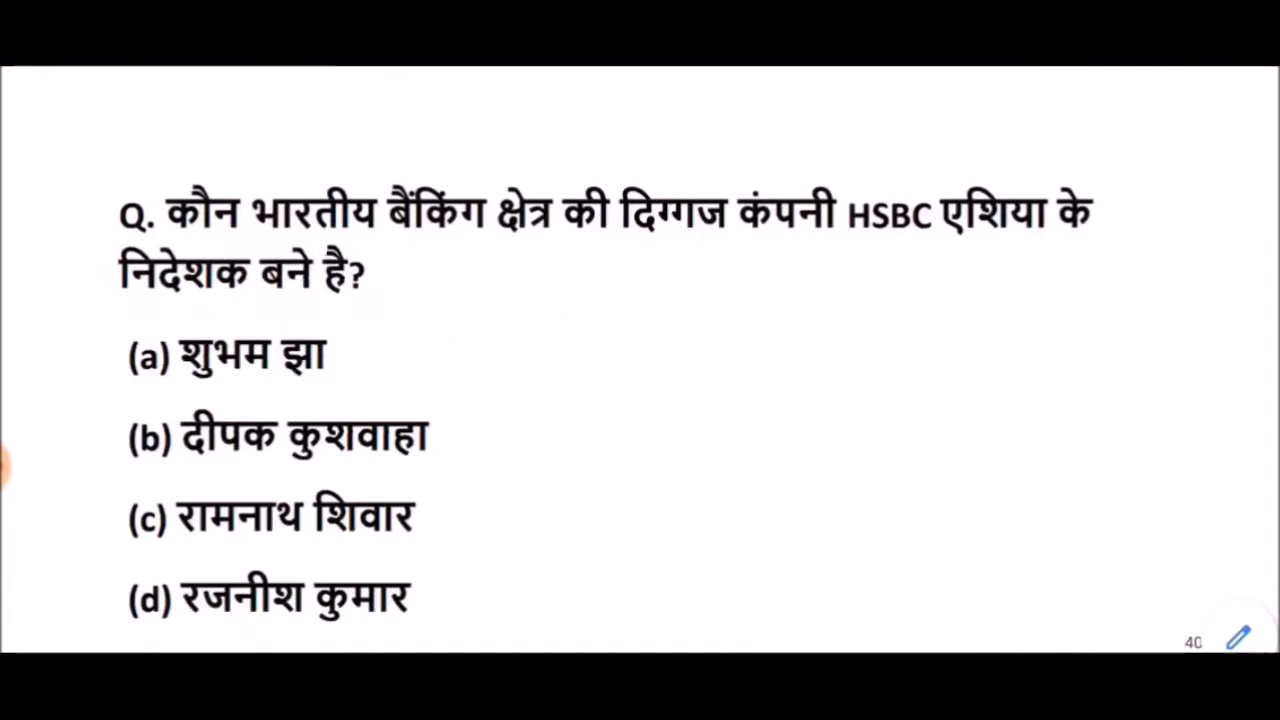 Q. कौन भारतीय बैंकिंग क्षेत्र की दिग्गज कंपनी HSBC एशिया के
निदेशक बने है?
(a) शुभम झा
(b) दीपक कुशवाहा
(c) रामनाथ शिवार
(d) रजनीश कुमार
40